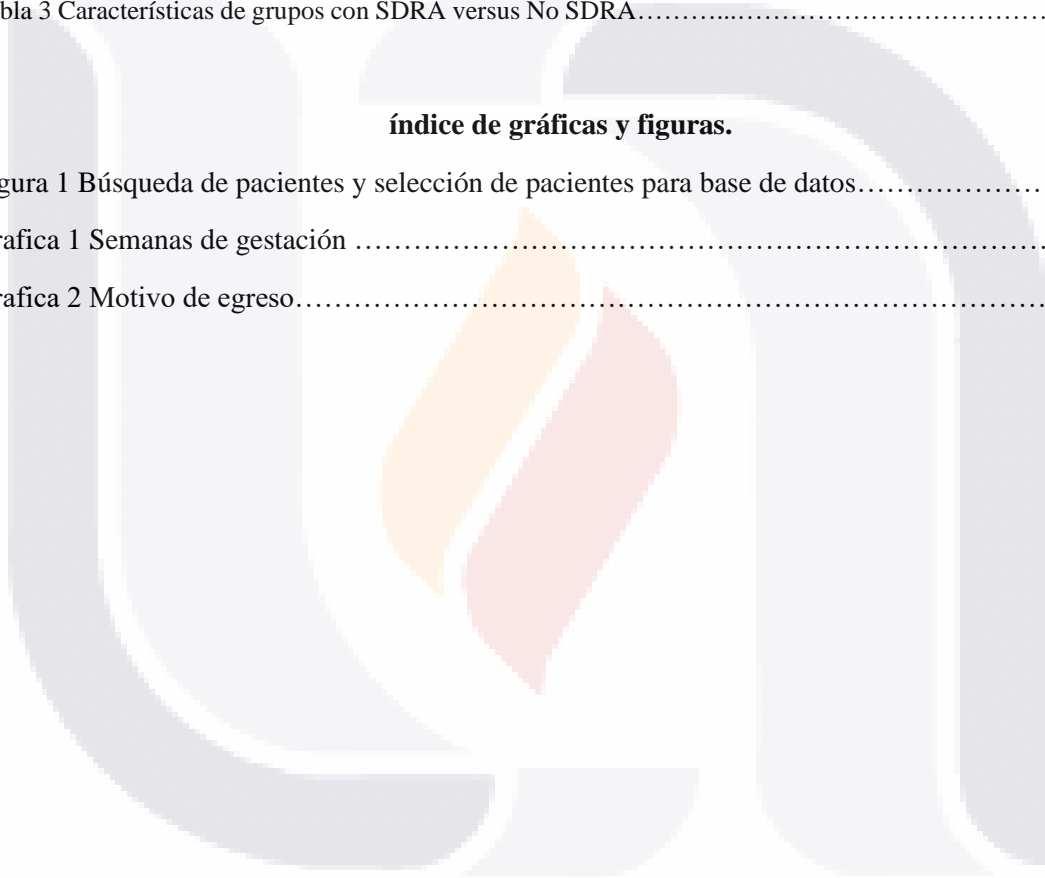 bla 3 Características de grupos con SDRA versus No SDRA………...……………………………………
índice de gráficas y figuras.
gura 1 Búsqueda de pacientes y selección de pacientes para base de datos…………………
rafica 1 Semanas de gestación ……………………………………………………………………
rafica 2 Motivo de egreso…………………………………………………………………………